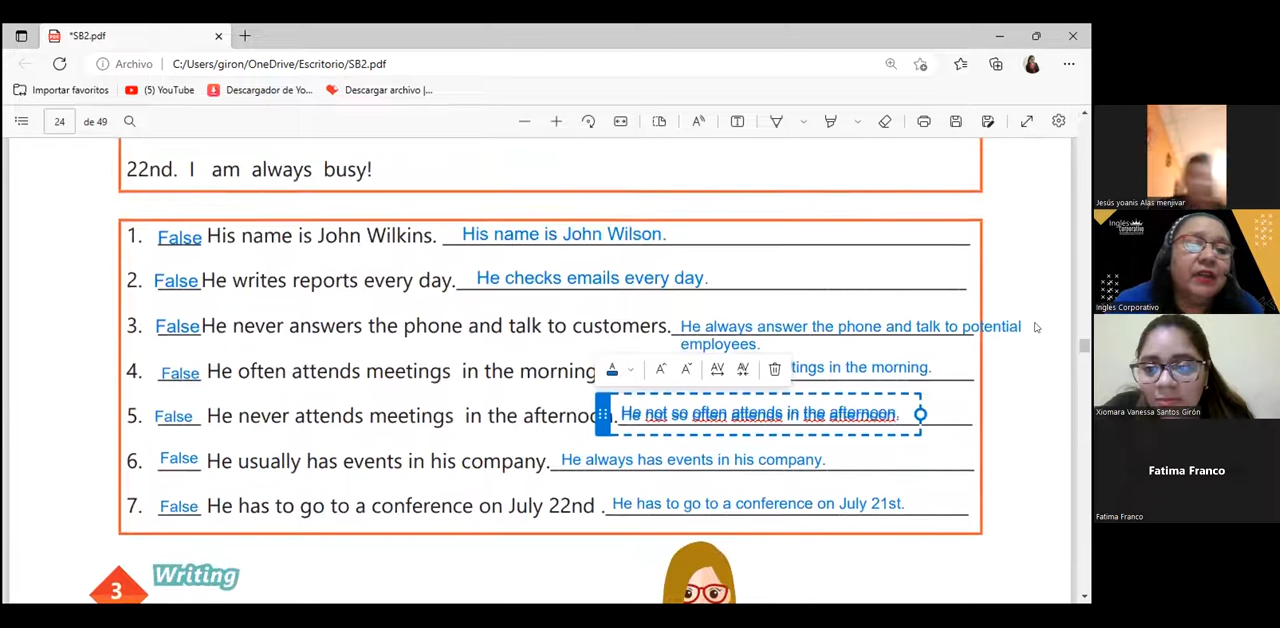 *SB2.pdf
Archivo C:/Users/giron/OneDrive/Escritorio/SB2.pdf
Importar favoritos (5) YouTube Descargador de Yo... Descargar archivo |...
24 de 49
22nd. I am always busy!
1. False His name is John Wilkins. His name is John Wilson.
2. False He writes reports every day. He checks emails every day.
3. False He never answers the phone and talk to customers. He always answer the phone and talk to potential
employees.
4. False He often attends meetings in the morning tings in the morning.
5. False He never attends meetings in the afternoon. He not so often attends in the afternoon.
6. False He usually has events in his company. He always has events in his company.
7. False He has to go to a conference on July 22nd . He has to go to a conference on July 21st.
3 Writing
Jesús yoanis Alas menjivar
Inglés
Corporativo
Ingles Corporativo
Xiomara Vanessa Santos Girón
Fatima Franco
Fatima Franco